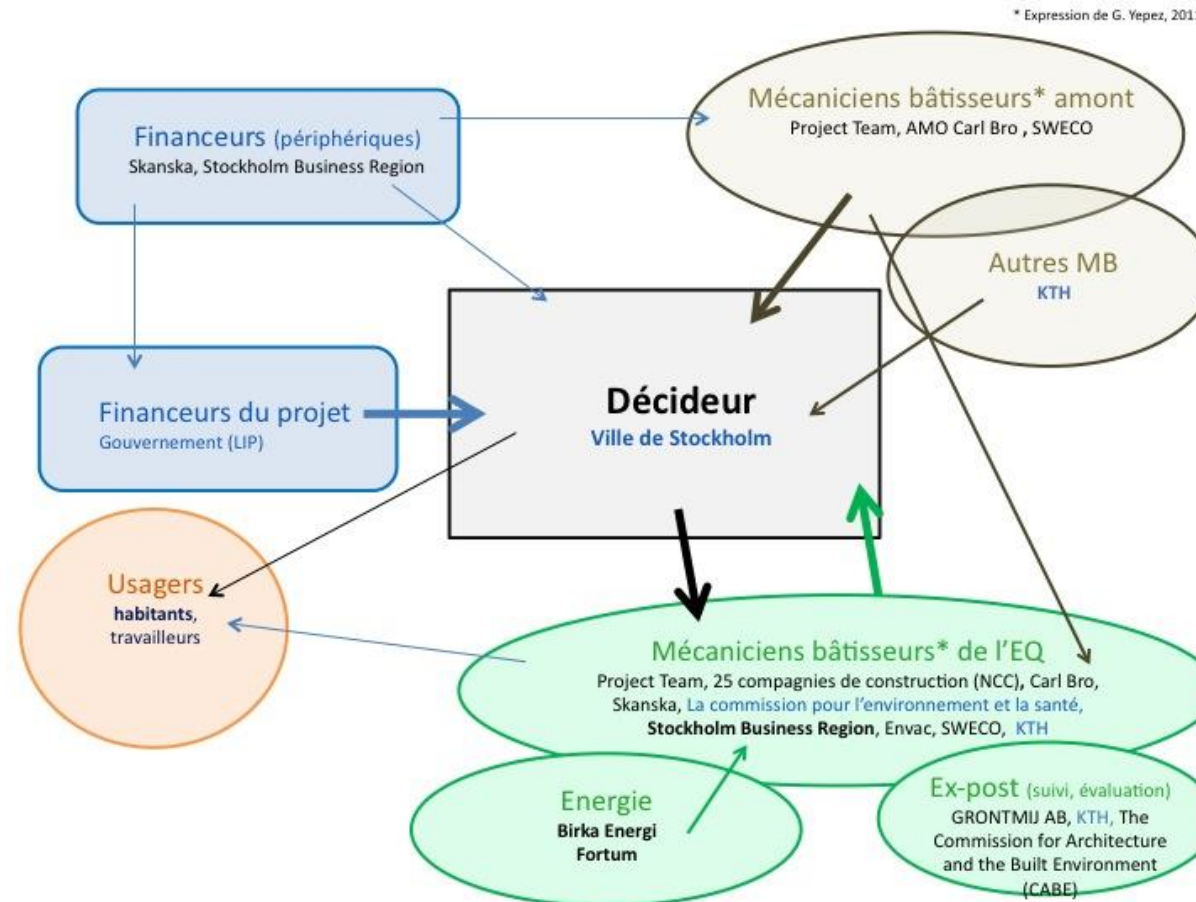 * Expression de G. Yepez, 201
Mécaniciens bâtisseurs* amont
Project Team, AMO Carl Bro , SWECO
Financeurs (périphériques)
Skanska, Stockholm Business Region
Autres MB
KTH
Décideur
Ville de Stockholm
Financeurs du projet
Gouvernement (LIP)
Usagers
habitants,
travailleurs
Mécaniciens bâtisseurs* de l’EQ
Project Team, 25 compagnies de construction (NCC), Carl Bro,
Skanska, La commission pour l’environnement et la santé,
Stockholm Business Region, Envac, SWECO, KTH
Energie
Birka Energi
Fortum
Ex-post (suivi, évaluation)
GRONTMIJ AB, KTH, The
Commission for Architecture
and the Built Environment
(CABE)